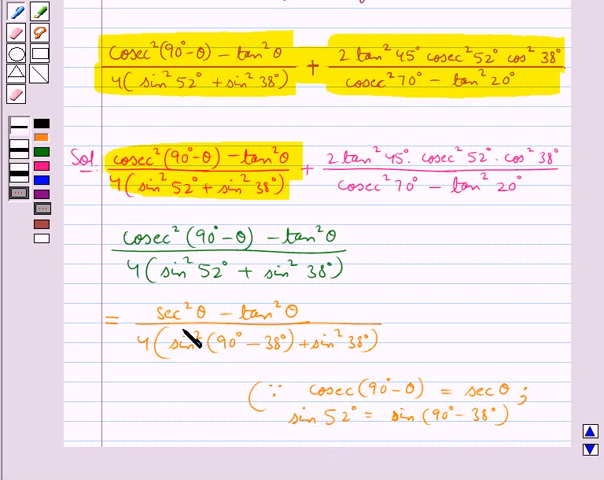 cosec²(90°-θ) - tan²θ / 4(sin²52° + sin²38°) + 2 tan²45° cosec²52° cos²38° / cosec²70° - tan²20°
Sol. cosec²(90°-θ) - tan²θ / 4(sin²52° + sin²38°) + 2 tan²45°. cosec²52°. cos²38° / cosec²70° - tan²20°
cosec²(90°-θ) - tan²θ / 4(sin²52° + sin²38°)
= sec²θ - tan²θ / 4(sin²(90°-38°) + sin²38°)
(∵ cosec(90°-θ) = secθ;
sin 52° = sin(90°-38°)